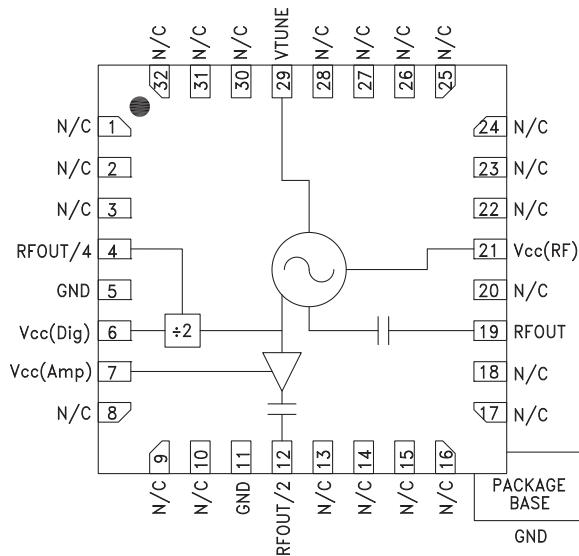 N/C
N/C
N/C
VTUNE
N/C
N/C
N/C
N/C
32
31
30
29
28
27
26
25
N/C 1
N/C 2
N/C 3
RFOUT/4 4
GND 5
Vcc(Dig) 6
Vcc(Amp) 7
N/C 8
÷2
24 N/C
23 N/C
22 N/C
21 Vcc(RF)
20 N/C
19 RFOUT
18 N/C
17 N/C
9
10
11
12
13
14
15
16
N/C
N/C
GND
RFOUT/2
N/C
N/C
N/C
N/C
PACKAGE
BASE
GND